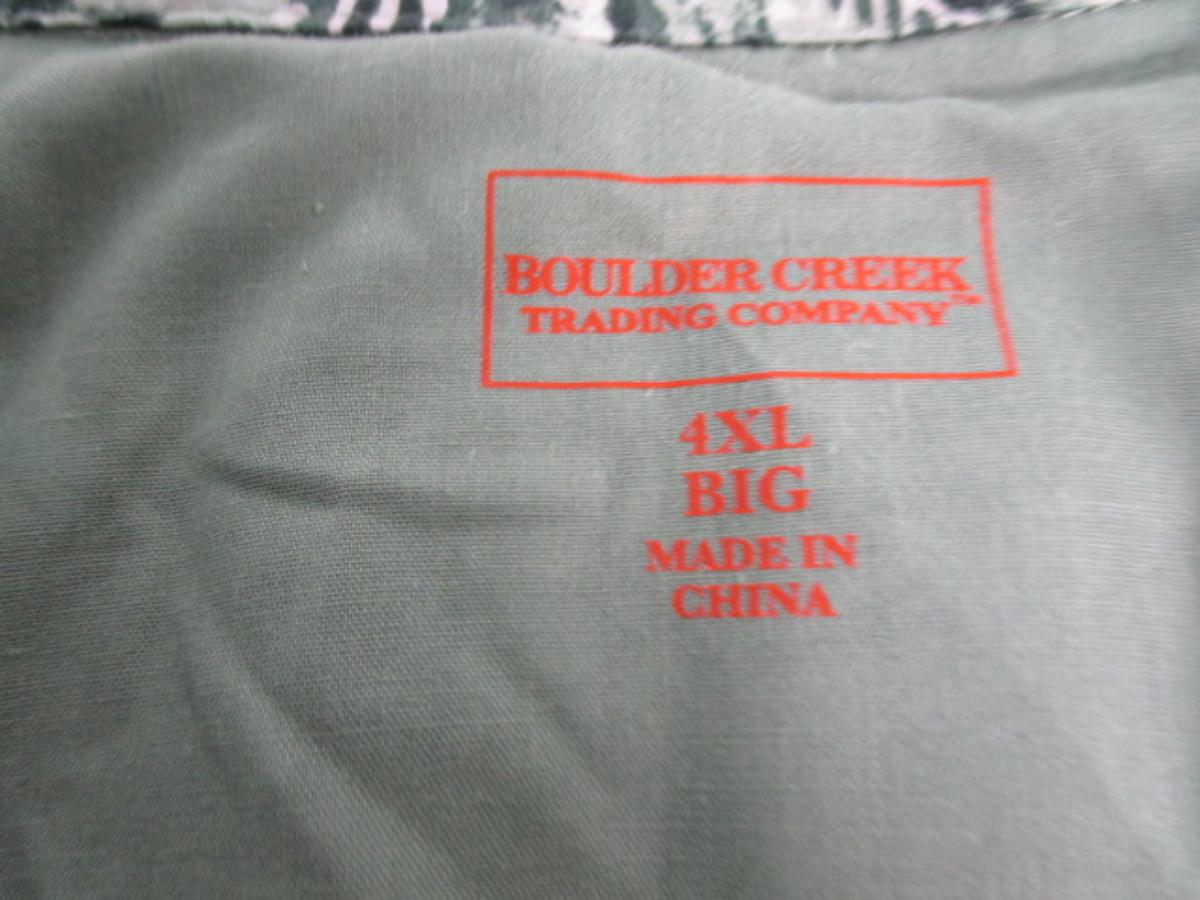 BOULDER CREEK
TRADING COMPANY™
4XL
BIG
MADE IN
CHINA